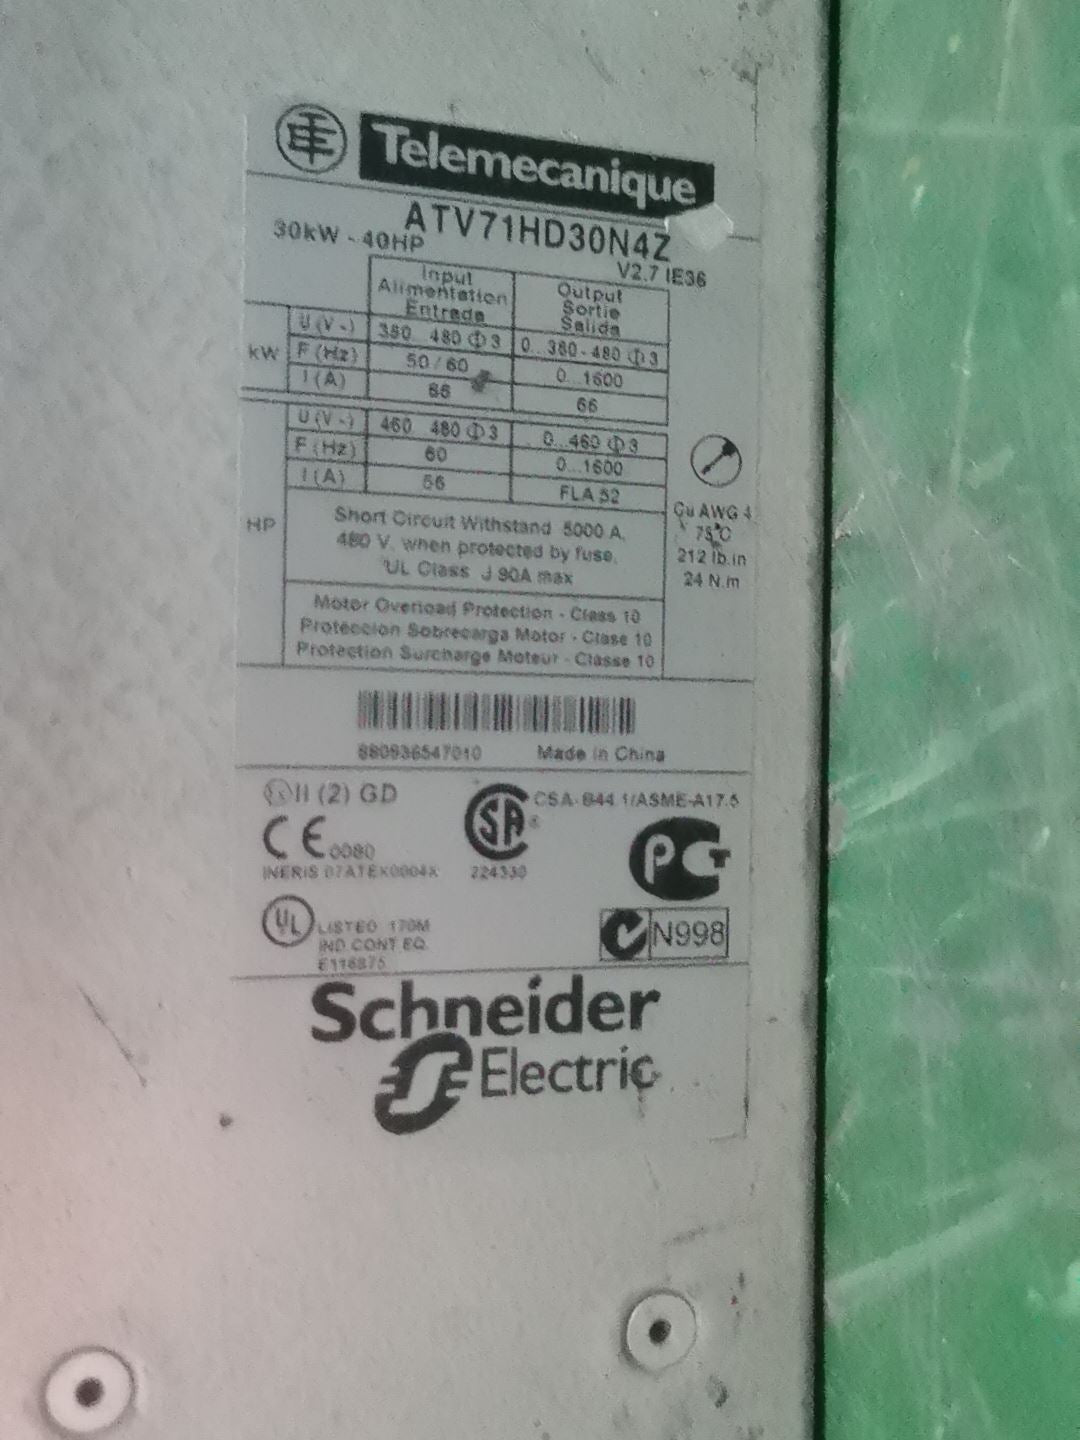 Telemecanique
ATV71HD30N4Z
30kW - 40HP
V2.7 IE36
Input
Alimentation
Entrada
Output
Sortie
Salida
kW
U (V~) 380...480 Φ3 0...380-480 Φ3
F (Hz) 50/60 0...1600
I (A) 66 66
HP
U (V~) 460...480 Φ3 0...460 Φ3
F (Hz) 60 0...1600
I (A) 56 FLA 52
Short Circuit Withstand 5000 A,
480 V, when protected by fuse,
UL Class J 90A max
Motor Overload Protection - Class 10
Proteccion Sobrecarga Motor - Clase 10
Protection Surcharge Moteur - Classe 10
Cu AWG 4
75°C
212 lb.in
24 N.m
880936547010 Made in China
II (2) GD
CE 0080
INERIS 07ATEX0004X
SA
224330
CSA-B44.1/ASME-A17.5
PCT
UL LISTED 170M
IND.CONT.EQ.
E116875
N998
Schneider
Electric